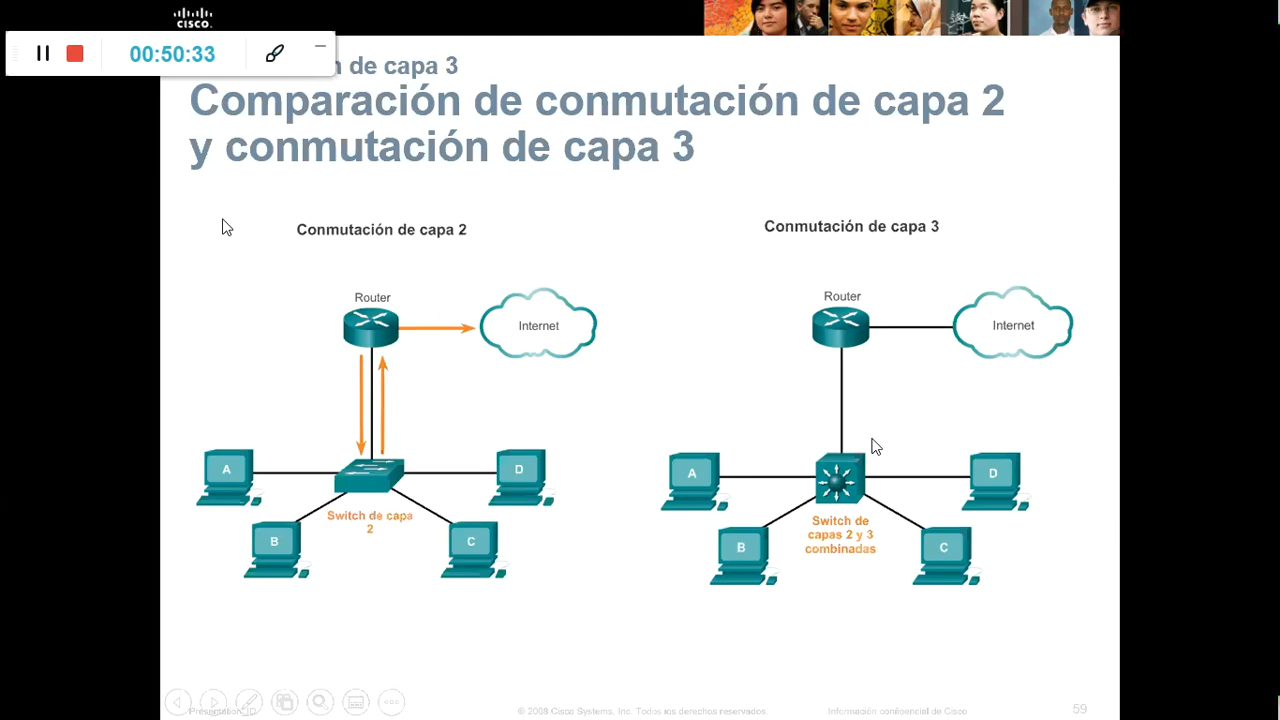 CISCO.
00:50:33
n de capa 3
Comparación de conmutación de capa 2
y conmutación de capa 3
Conmutación de capa 2
Conmutación de capa 3
Router
Internet
A
B
C
D
Switch de capa
2
Router
Internet
A
B
C
D
Switch de
capas 2 y 3
combinadas
Presentation_ID
© 2008 Cisco Systems, Inc. Todos los derechos reservados.
Información confidencial de Cisco
59